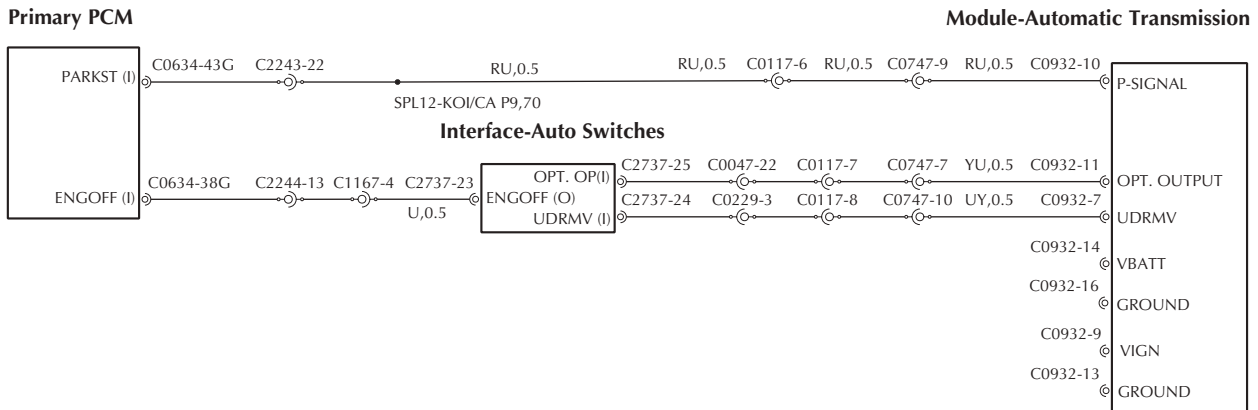 Primary PCM
Module-Automatic Transmission
C0634-43G C2243-22 RU,0.5 RU,0.5 C0117-6 RU,0.5 C0747-9 RU,0.5 C0932-10
PARKST (I)
P-SIGNAL
SPL12-KOI/CA P9,70
Interface-Auto Switches
C0634-38G C2244-13 C1167-4 C2737-23 OPT. OP(I) C2737-25 C0047-22 C0117-7 C0747-7 YU,0.5 C0932-11
OPT. OUTPUT
ENGOFF (I)
U,0.5
ENGOFF (O)
UDRMV (I) C2737-24 C0229-3 C0117-8 C0747-10 UY,0.5 C0932-7
UDRMV
C0932-14
VBATT
C0932-16
GROUND
C0932-9
VIGN
C0932-13
GROUND